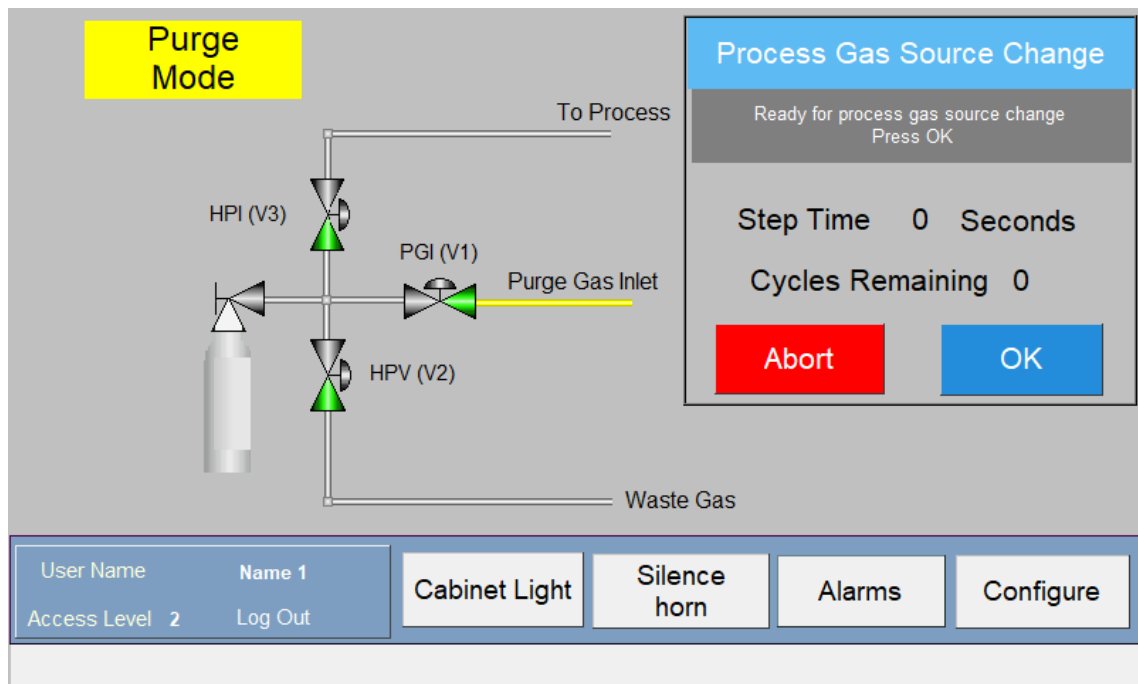 Purge
Mode
To Process
HPI (V3)
PGI (V1)
Purge Gas Inlet
HPV (V2)
Waste Gas
Process Gas Source Change
Ready for process gas source change
Press OK
Step Time 0 Seconds
Cycles Remaining 0
Abort
OK
User Name Name 1
Access Level 2 Log Out
Cabinet Light
Silence
horn
Alarms
Configure